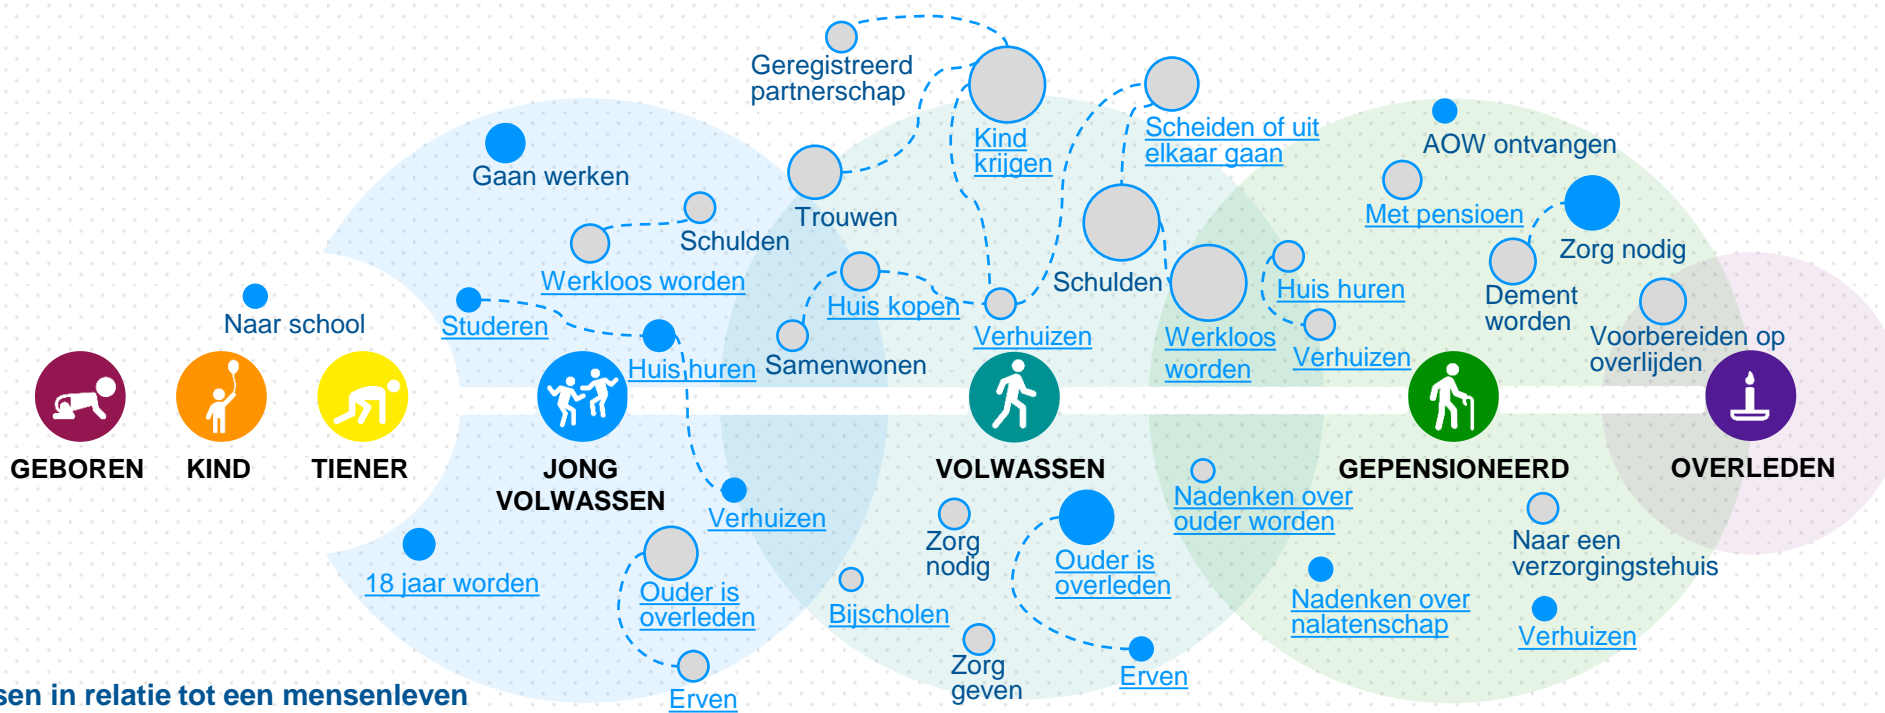 Geregistreerd
partnerschap
Kind
krijgen
Scheiden of uit
elkaar gaan
AOW ontvangen
Gaan werken
Trouwen
Met pensioen
Schulden
Zorg nodig
Werkloos worden
Schulden
Huis kopen
Huis huren
Dement
worden
Naar school
Studeren
Verhuizen
Werkloos
worden
Verhuizen
Voorbereiden op
overlijden
Huis huren
Samenwonen
GEBOREN
KIND
TIENER
JONG
VOLWASSEN
VOLWASSEN
GEPENSIONEERD
OVERLEDEN
Verhuizen
Nadenken over
ouder worden
Zorg
nodig
Ouder is
overleden
Naar een
verzorgingstehuis
18 jaar worden
Ouder is
overleden
Bijscholen
Nadenken over
nalatenschap
Verhuizen
Zorg
geven
Erven
Erven
sen in relatie tot een mensenleven